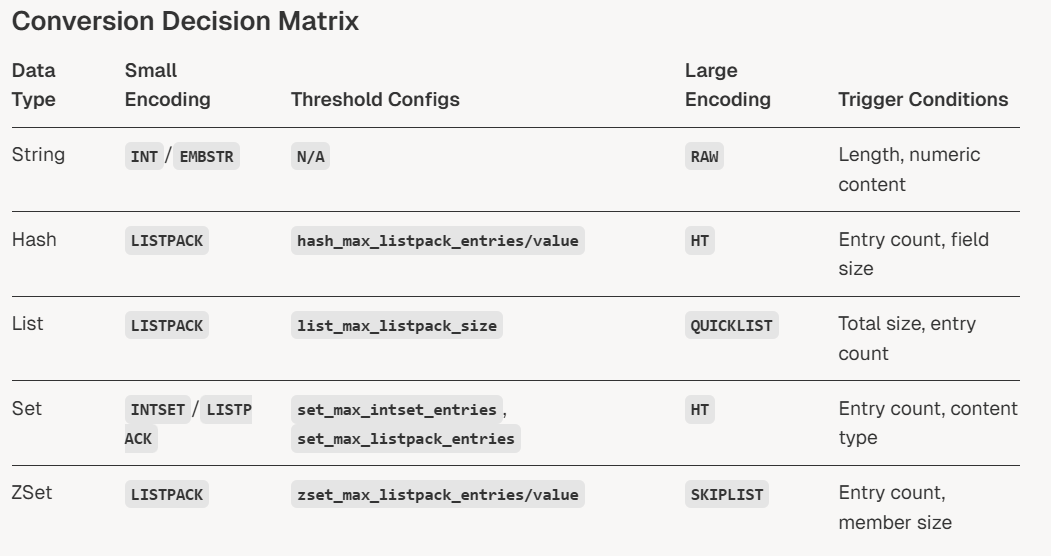 Conversion Decision Matrix
Data Small Large
Type Encoding Threshold Configs Encoding Trigger Conditions
String INT / EMBSTR N/A RAW Length, numeric
content
Hash LISTPACK hash_max_listpack_entries/value HT Entry count, field
size
List LISTPACK list_max_listpack_size QUICKLIST Total size, entry
count
Set INTSET / LISTP set_max_intset_entries , HT Entry count, content
ACK set_max_listpack_entries type
ZSet LISTPACK zset_max_listpack_entries/value SKIPLIST Entry count,
member size